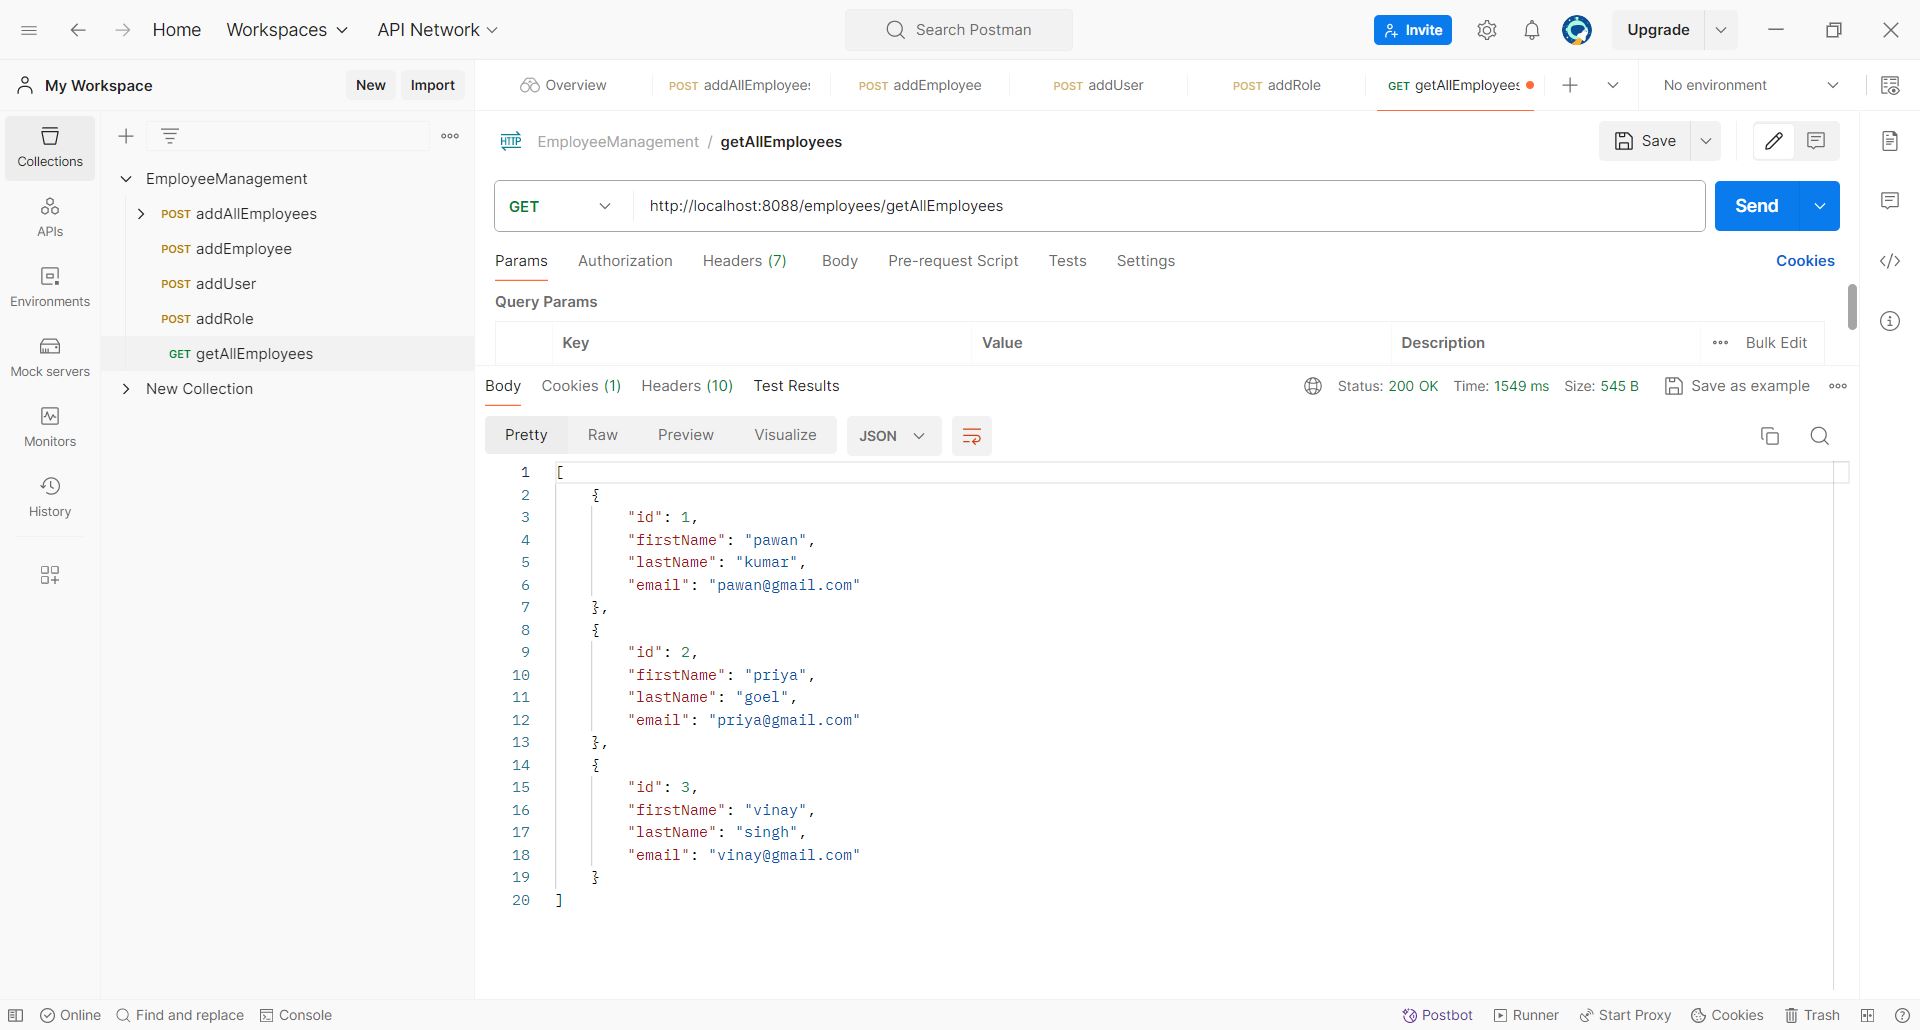 Home Workspaces API Network Search Postman Invite Upgrade
My Workspace New Import Overview POST addAllEmployees POST addEmployee POST addUser POST addRole GET getAllEmployees No environment
Collections
APIs
Environments
Mock servers
Monitors
History
EmployeeManagement
POST addAllEmployees
POST addEmployee
POST addUser
POST addRole
GET getAllEmployees
New Collection
HTTP EmployeeManagement / getAllEmployees Save
GET http://localhost:8088/employees/getAllEmployees Send
Params Authorization Headers (7) Body Pre-request Script Tests Settings Cookies
Query Params
Key Value Description Bulk Edit
Body Cookies (1) Headers (10) Test Results Status: 200 OK Time: 1549 ms Size: 545 B Save as example
Pretty Raw Preview Visualize JSON
1 [
2 {
3 "id": 1,
4 "firstName": "pawan",
5 "lastName": "kumar",
6 "email": "pawan@gmail.com"
7 },
8 {
9 "id": 2,
10 "firstName": "priya",
11 "lastName": "goel",
12 "email": "priya@gmail.com"
13 },
14 {
15 "id": 3,
16 "firstName": "vinay",
17 "lastName": "singh",
18 "email": "vinay@gmail.com"
19 }
20 ]
Online Find and replace Console Postbot Runner Start Proxy Cookies Trash